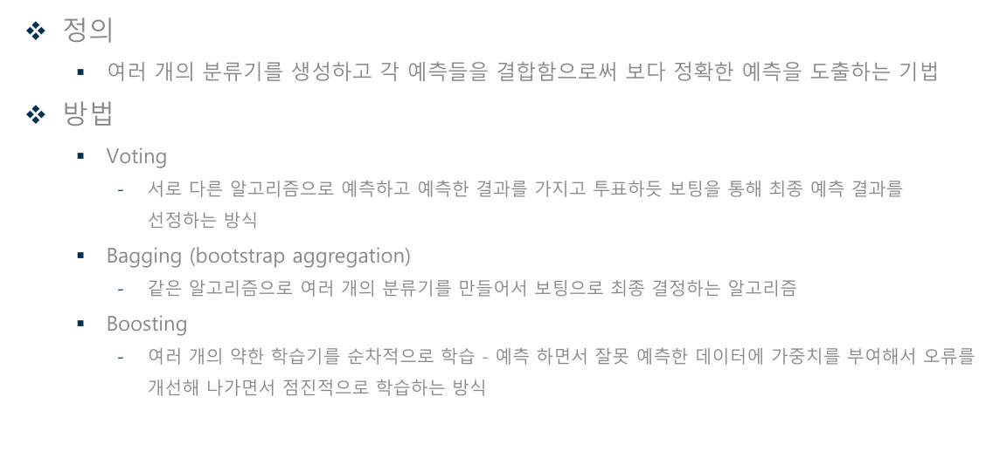 ❖ 정의
▪ 여러 개의 분류기를 생성하고 각 예측들을 결합함으로써 보다 정확한 예측을 도출하는 기법
❖ 방법
▪ Voting
- 서로 다른 알고리즘으로 예측하고 예측한 결과를 가지고 투표하듯 보팅을 통해 최종 예측 결과를
선정하는 방식
▪ Bagging (bootstrap aggregation)
- 같은 알고리즘으로 여러 개의 분류기를 만들어서 보팅으로 최종 결정하는 알고리즘
▪ Boosting
- 여러 개의 약한 학습기를 순차적으로 학습 - 예측 하면서 잘못 예측한 데이터에 가중치를 부여해서 오류를
개선해 나가면서 점진적으로 학습하는 방식